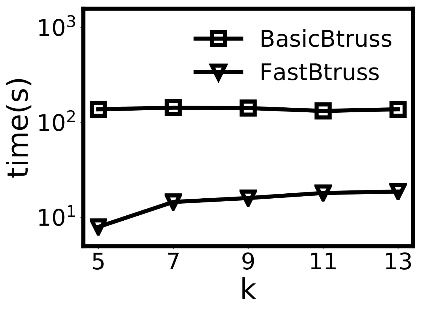 10³
BasicBtruss
FastBtruss
time(s)
10²
10¹
5 7 9 11 13
k